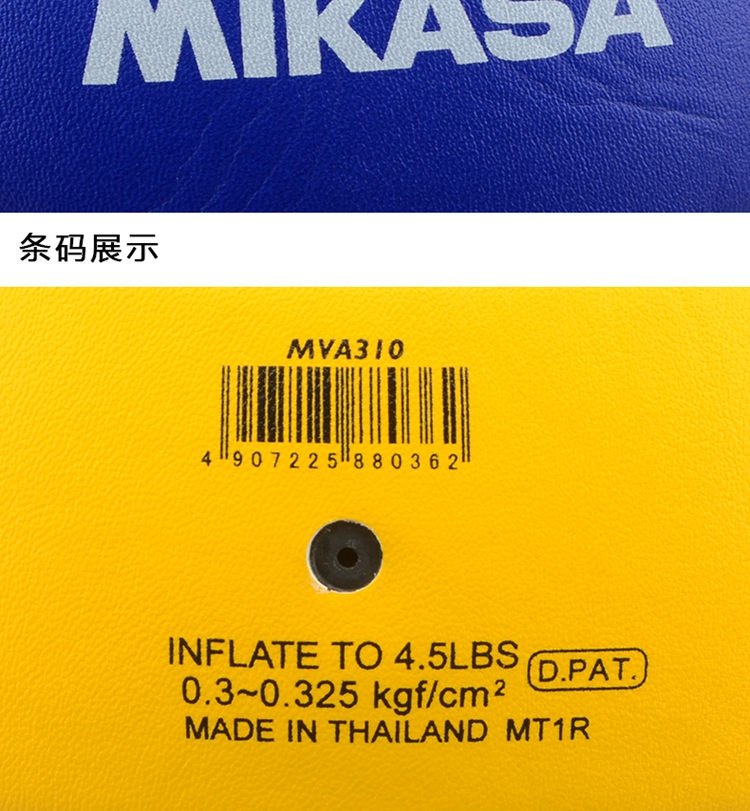 MIKASA
条码展示
MVA310
4 907225 880362
INFLATE TO 4.5LBS
D.PAT.
0.3~0.325 kgf/cm²
MADE IN THAILAND MT1R